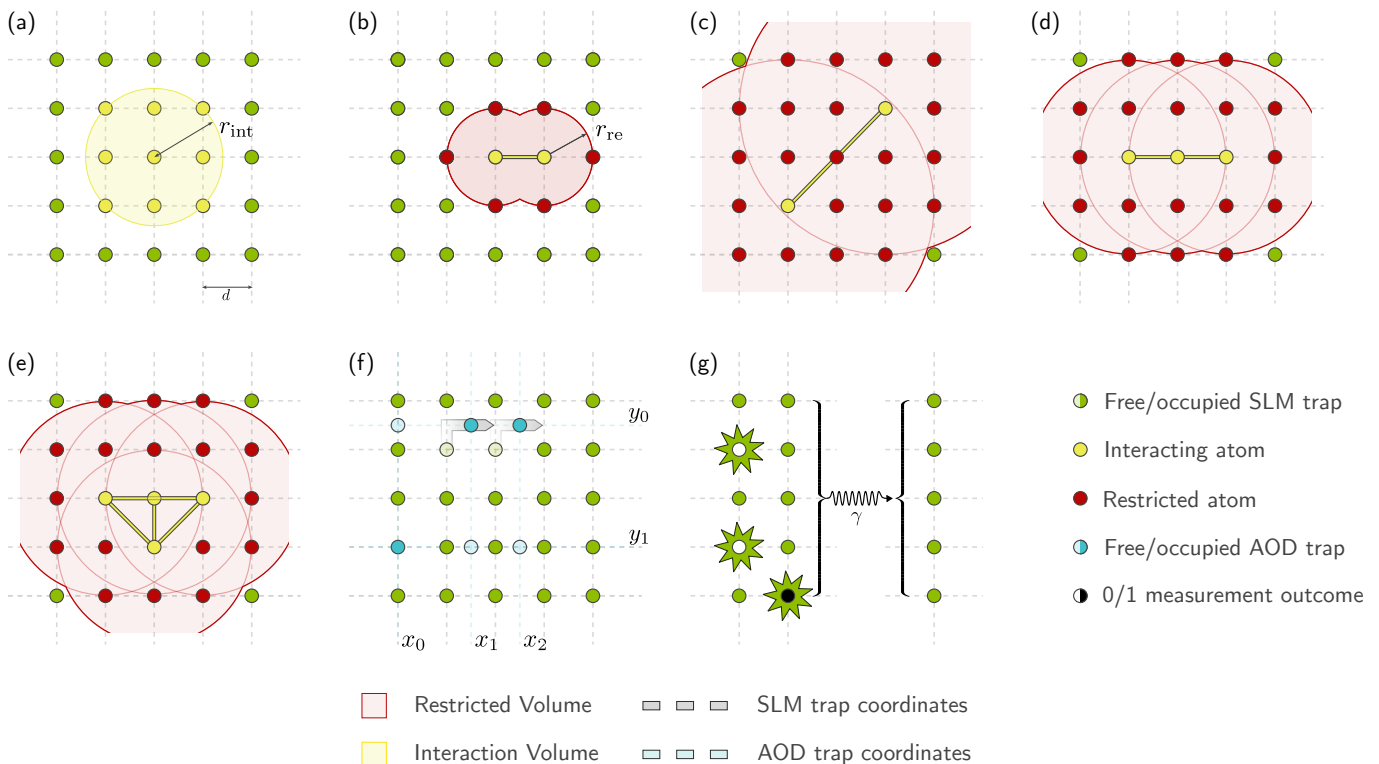 (a)
(b)
(c)
(d)
r_int
r_re
d
(e)
(f)
(g)
y_0
y_1
x_0
x_1
x_2
γ
Free/occupied SLM trap
Interacting atom
Restricted atom
Free/occupied AOD trap
0/1 measurement outcome
Restricted Volume
SLM trap coordinates
Interaction Volume
AOD trap coordinates